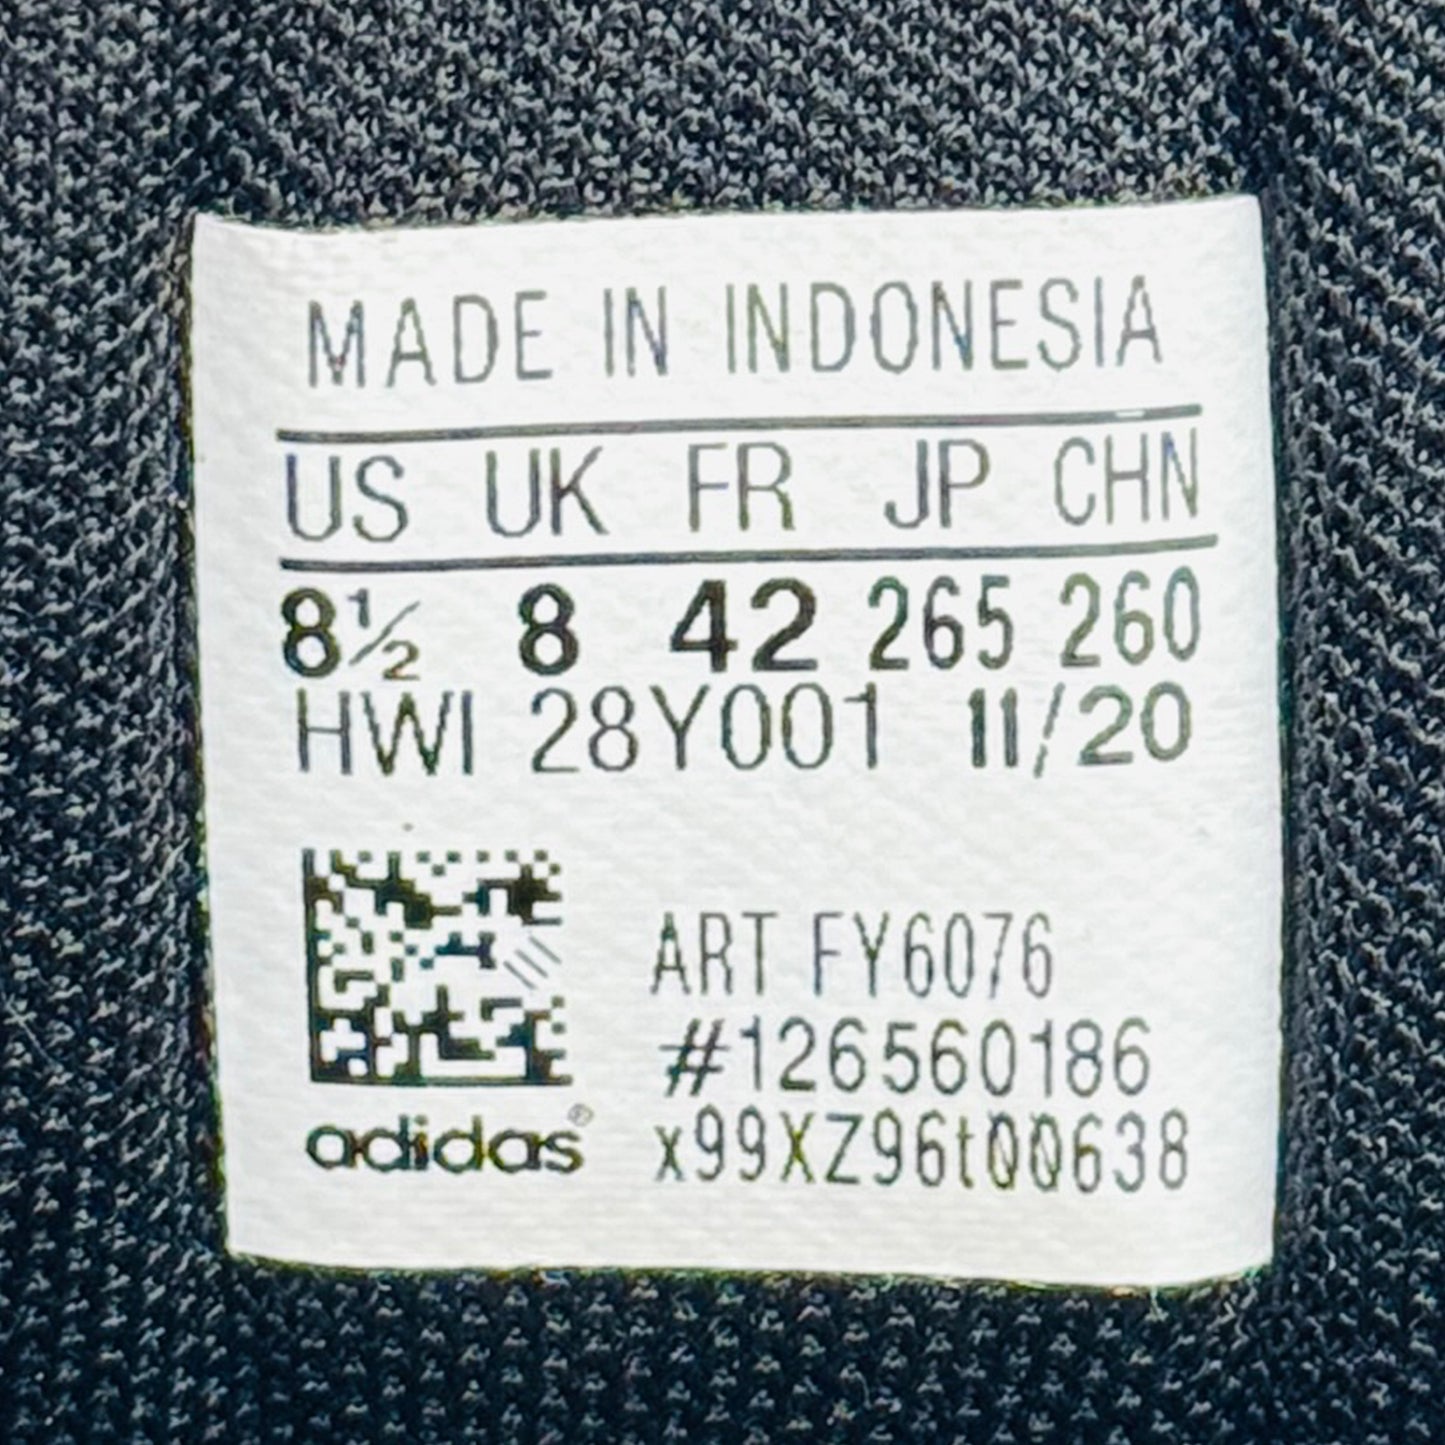 MADE IN INDONESIA
US UK FR JP CHN
8½ 8 42 265 260
HWI 28Y001 11/20
ART FY6076
#126560186
adidas® x99XZ96t00638